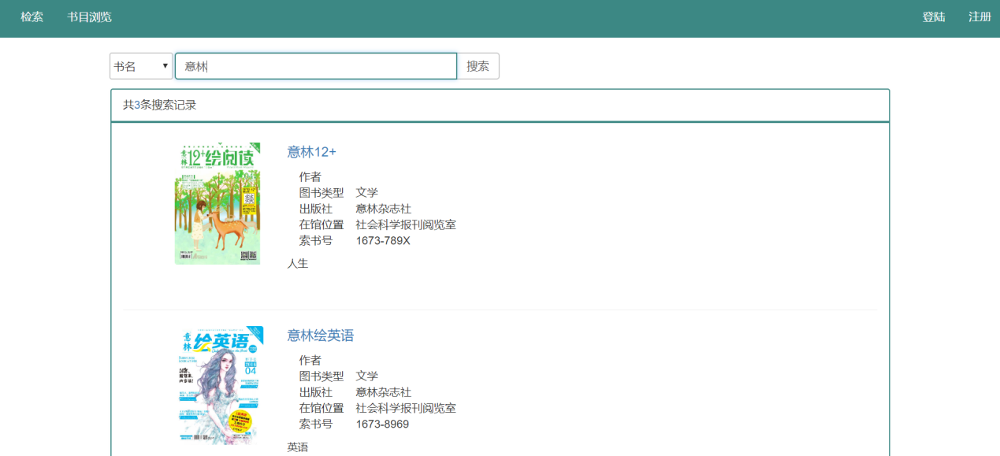 检索 书目浏览 登陆 注册
书名 意林 搜索
共3条搜索记录
意林12+绘阅读
意林12+
作者
图书类型 文学
出版社 意林杂志社
在馆位置 社会科学报刊阅览室
索书号 1673-789X
人生
意林绘英语
04
意林绘英语
作者
图书类型 文学
出版社 意林杂志社
在馆位置 社会科学报刊阅览室
索书号 1673-8969
英语